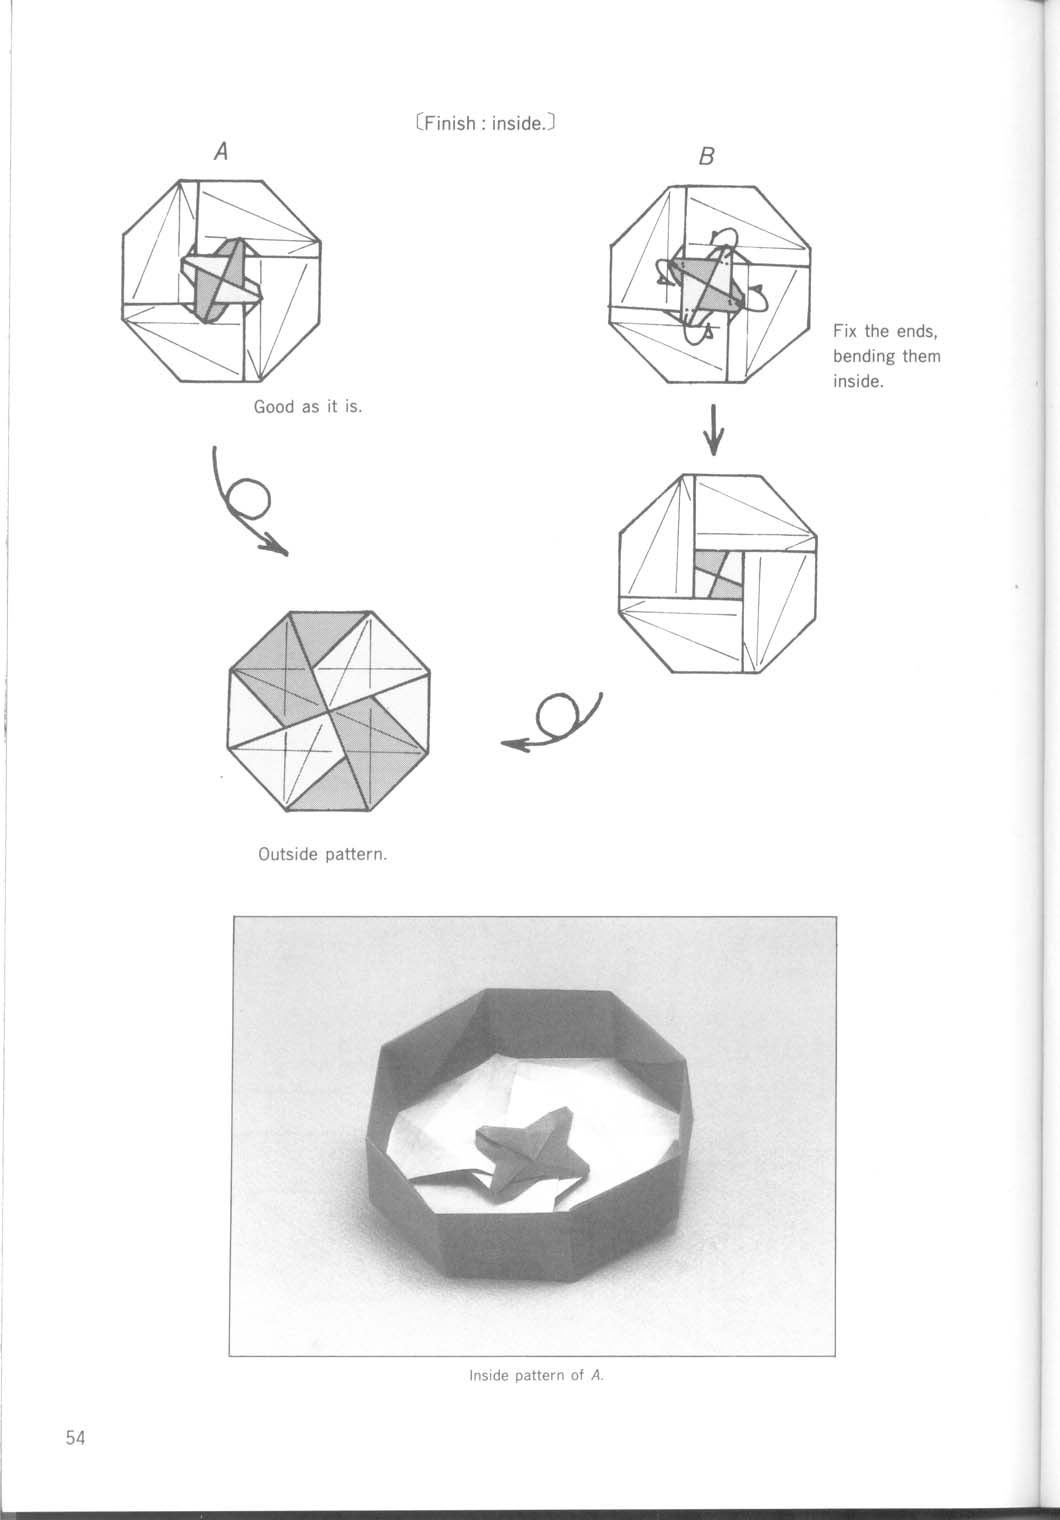 〔Finish : inside.〕
A
B
Fix the ends,
bending them
inside.
Good as it is.
Outside pattern.
Inside pattern of A.
54